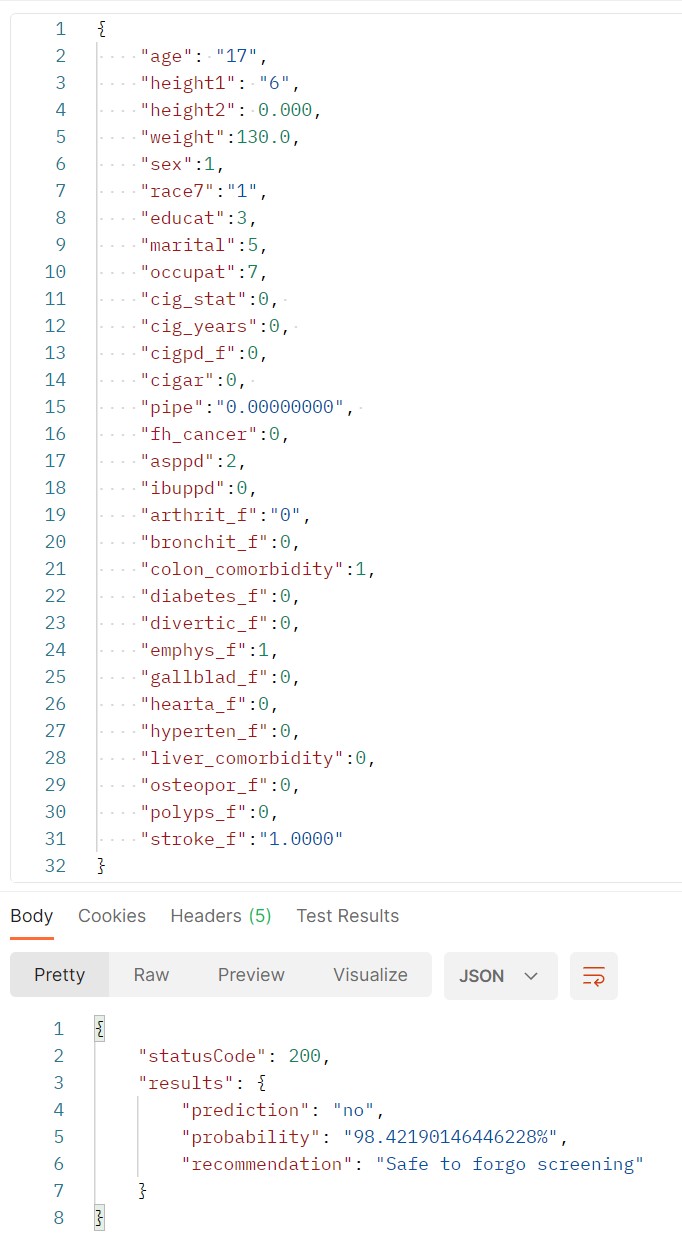 1 {
2 "age": "17",
3 "height1": "6",
4 "height2": 0.000,
5 "weight":130.0,
6 "sex":1,
7 "race7":"1",
8 "educat":3,
9 "marital":5,
10 "occupat":7,
11 "cig_stat":0,
12 "cig_years":0,
13 "cigpd_f":0,
14 "cigar":0,
15 "pipe":"0.00000000",
16 "fh_cancer":0,
17 "asppd":2,
18 "ibuppd":0,
19 "arthrit_f":"0",
20 "bronchit_f":0,
21 "colon_comorbidity":1,
22 "diabetes_f":0,
23 "divertic_f":0,
24 "emphys_f":1,
25 "gallblad_f":0,
26 "hearta_f":0,
27 "hyperten_f":0,
28 "liver_comorbidity":0,
29 "osteopor_f":0,
30 "polyps_f":0,
31 "stroke_f":"1.0000"
32 }
Body Cookies Headers (5) Test Results
Pretty Raw Preview Visualize JSON
1 {
2 "statusCode": 200,
3 "results": {
4 "prediction": "no",
5 "probability": "98.42190146446228%",
6 "recommendation": "Safe to forgo screening"
7 }
8 }